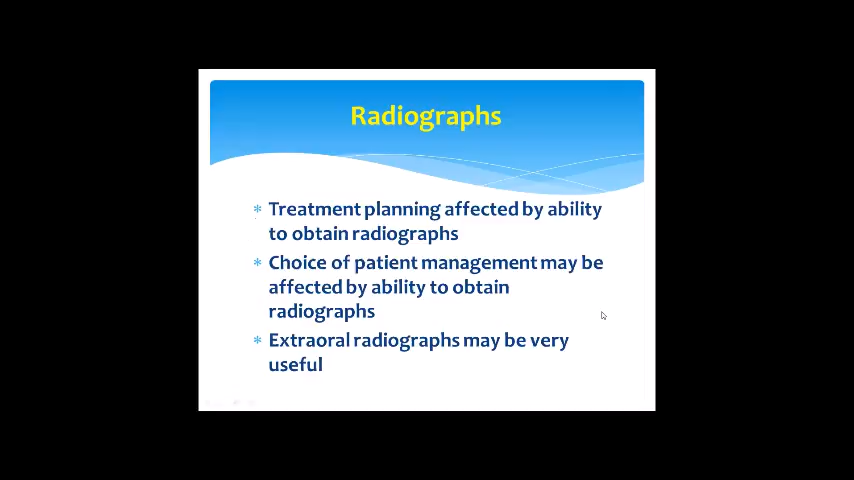 Radiographs
* Treatment planning affected by ability
to obtain radiographs
* Choice of patient management may be
affected by ability to obtain
radiographs
* Extraoral radiographs may be very
useful